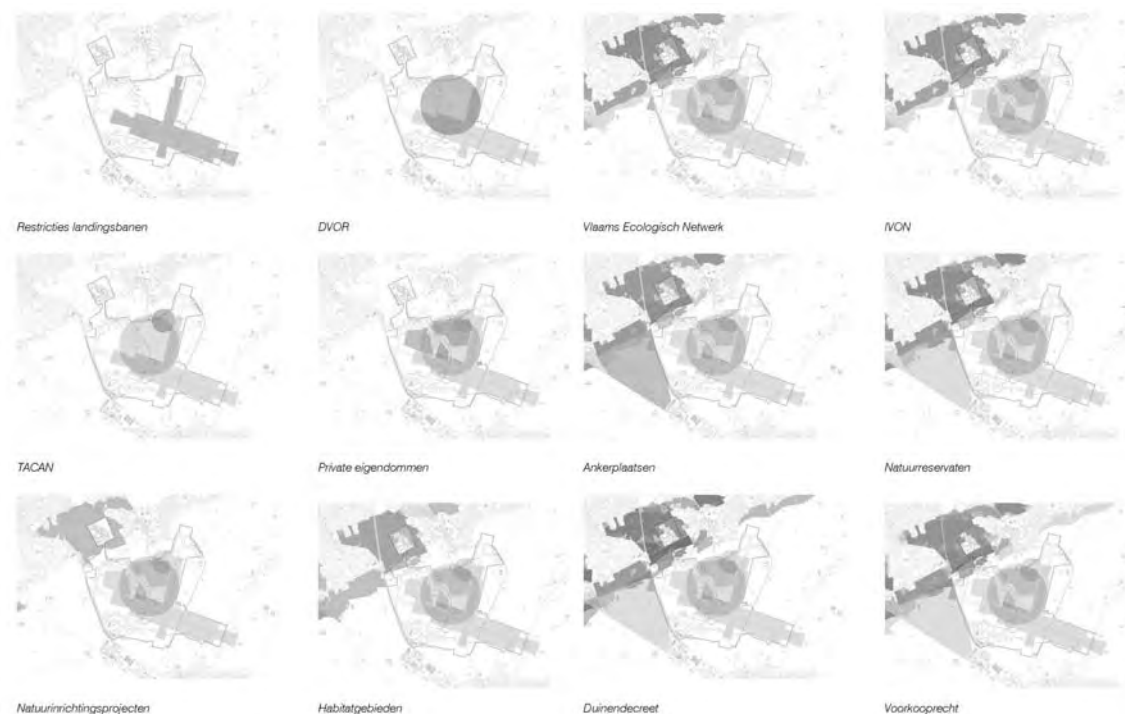 Restricties landingsbanen
DVOR
Vlaams Ecologisch Netwerk
IVON
TACAN
Private eigendommen
Ankerplaatsen
Natuurreservaten
Natuurinrichtingsprojecten
Habitatgebieden
Duinendecreet
Voorkooprecht